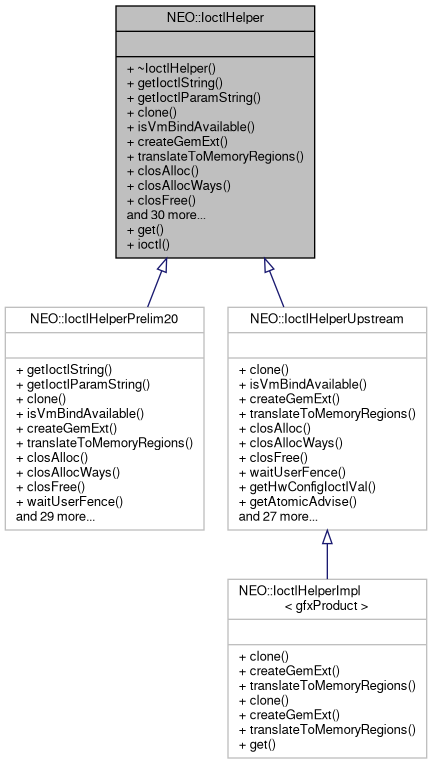 NEO::IoctlHelper
+ ~IoctlHelper()
+ getIoctlString()
+ getIoctlParamString()
+ clone()
+ isVmBindAvailable()
+ createGemExt()
+ translateToMemoryRegions()
+ closAlloc()
+ closAllocWays()
+ closFree()
and 30 more...
+ get()
+ ioctl()
NEO::IoctlHelperPrelim20
+ getIoctlString()
+ getIoctlParamString()
+ clone()
+ isVmBindAvailable()
+ createGemExt()
+ translateToMemoryRegions()
+ closAlloc()
+ closAllocWays()
+ closFree()
+ waitUserFence()
and 29 more...
NEO::IoctlHelperUpstream
+ clone()
+ isVmBindAvailable()
+ createGemExt()
+ translateToMemoryRegions()
+ closAlloc()
+ closAllocWays()
+ closFree()
+ waitUserFence()
+ getHwConfigIoctlVal()
+ getAtomicAdvise()
and 27 more...
NEO::IoctlHelperImpl
< gfxProduct >
+ clone()
+ createGemExt()
+ translateToMemoryRegions()
+ clone()
+ createGemExt()
+ translateToMemoryRegions()
+ get()